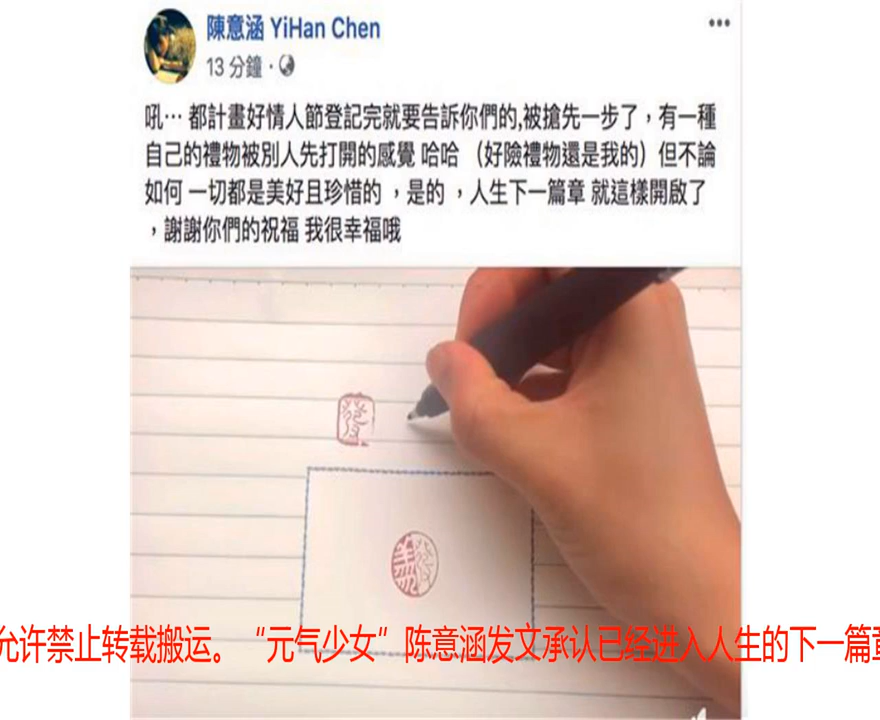 陳意涵 YiHan Chen
13 分鐘 ·
吼… 都計畫好情人節登記完就要告訴你們的,被搶先一步了，有一種
自己的禮物被別人先打開的感覺 哈哈 （好險禮物還是我的）但不論
如何 一切都是美好且珍惜的 ，是的 ，人生下一篇章 就這樣開啟了
，謝謝你們的祝福 我很幸福哦
允许禁止转载搬运。“元气少女”陈意涵发文承认已经进入人生的下一篇章